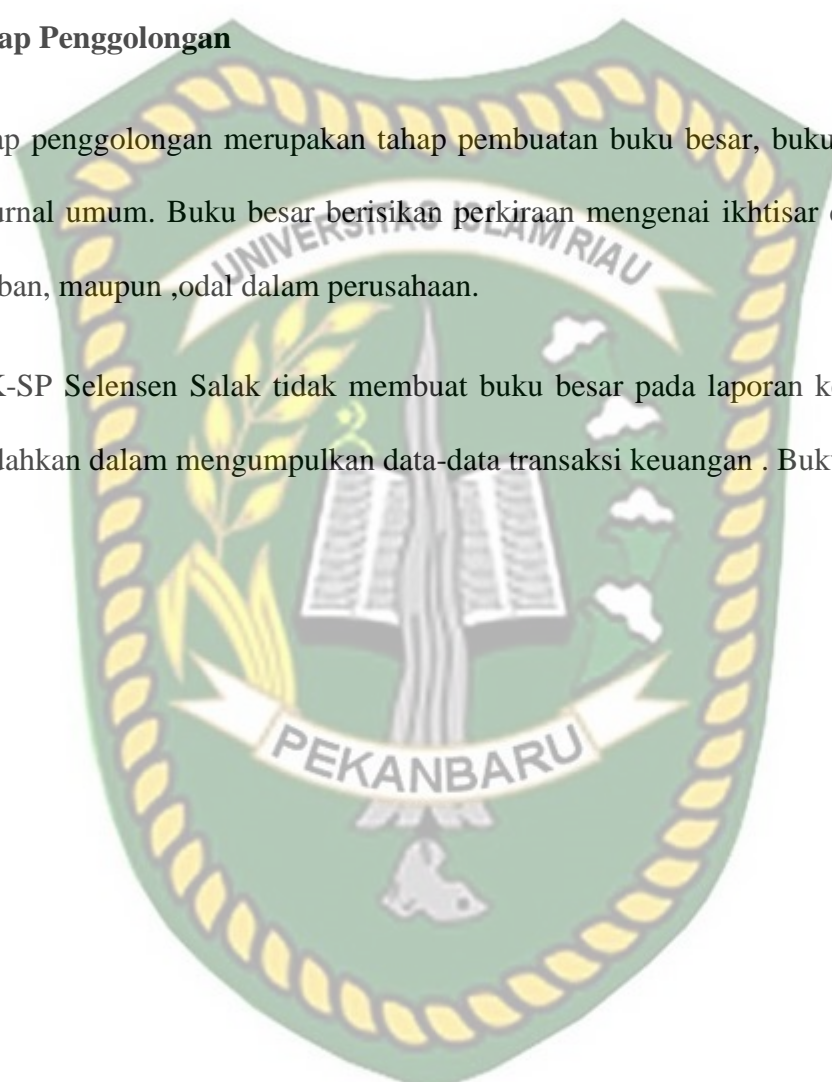 ap Penggolongan
ap penggolongan merupakan tahap pembuatan buku besar, buku
urnal umum. Buku besar berisikan perkiraan mengenai ikhtisar
UNIVERSITAS ISLAM RIAU
ban, maupun ,odal dalam perusahaan.
K-SP Selensen Salak tidak membuat buku besar pada laporan ke
dahkan dalam mengumpulkan data-data transaksi keuangan . Buku
PEKANBARU